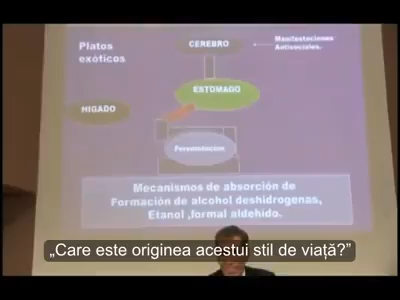 Platos
exóticos
CEREBRO
Manifestaciones
Antisociales.
ESTOMAGO
HIGADO
Fermentacion
Mecanismos de absorción de
Formación de alcohol deshidrogenas,
Etanol ,formal aldehido.
„Care este originea acestui stil de viață?”